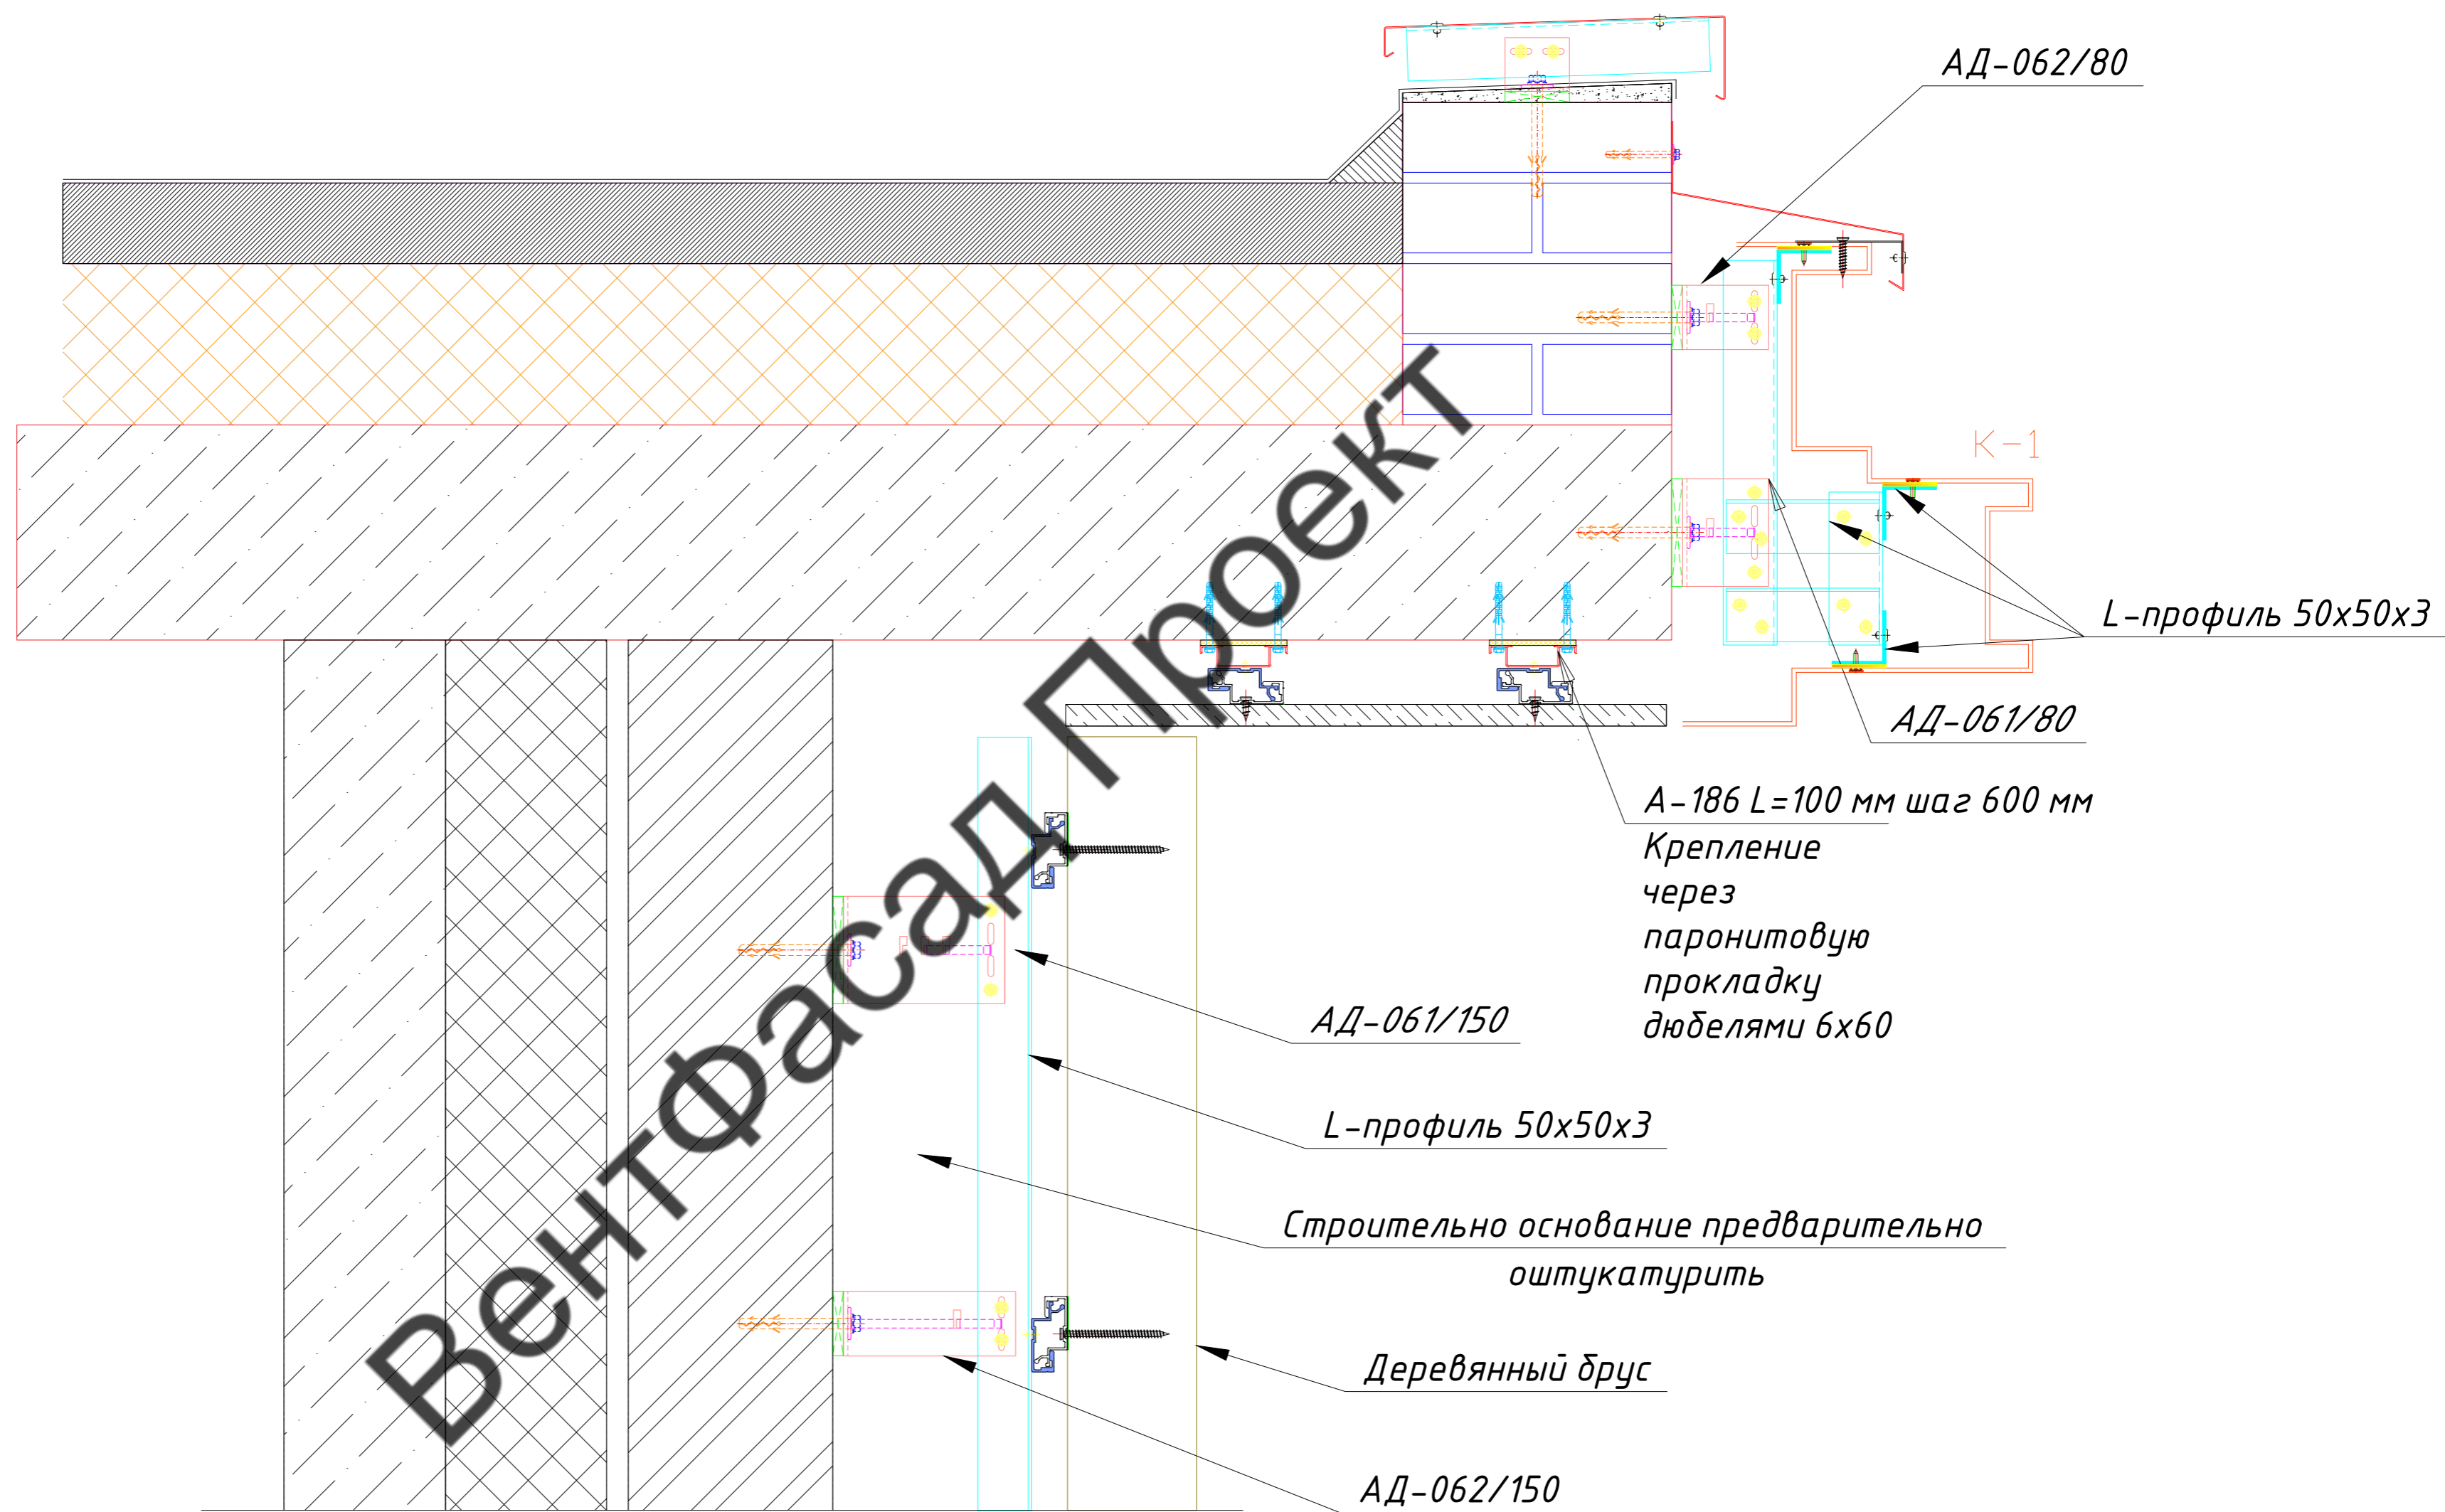 АД-062/80
К-1
L-профиль 50х50х3
АД-061/80
А-186 L=100 мм шаг 600 мм
Крепление
через
паронитовую
прокладку
дюбелями 6х60
АД-061/150
L-профиль 50х50х3
Строительно основание предварительно
оштукатурить
Деревянный брус
АД-062/150
ВентФасад Проект